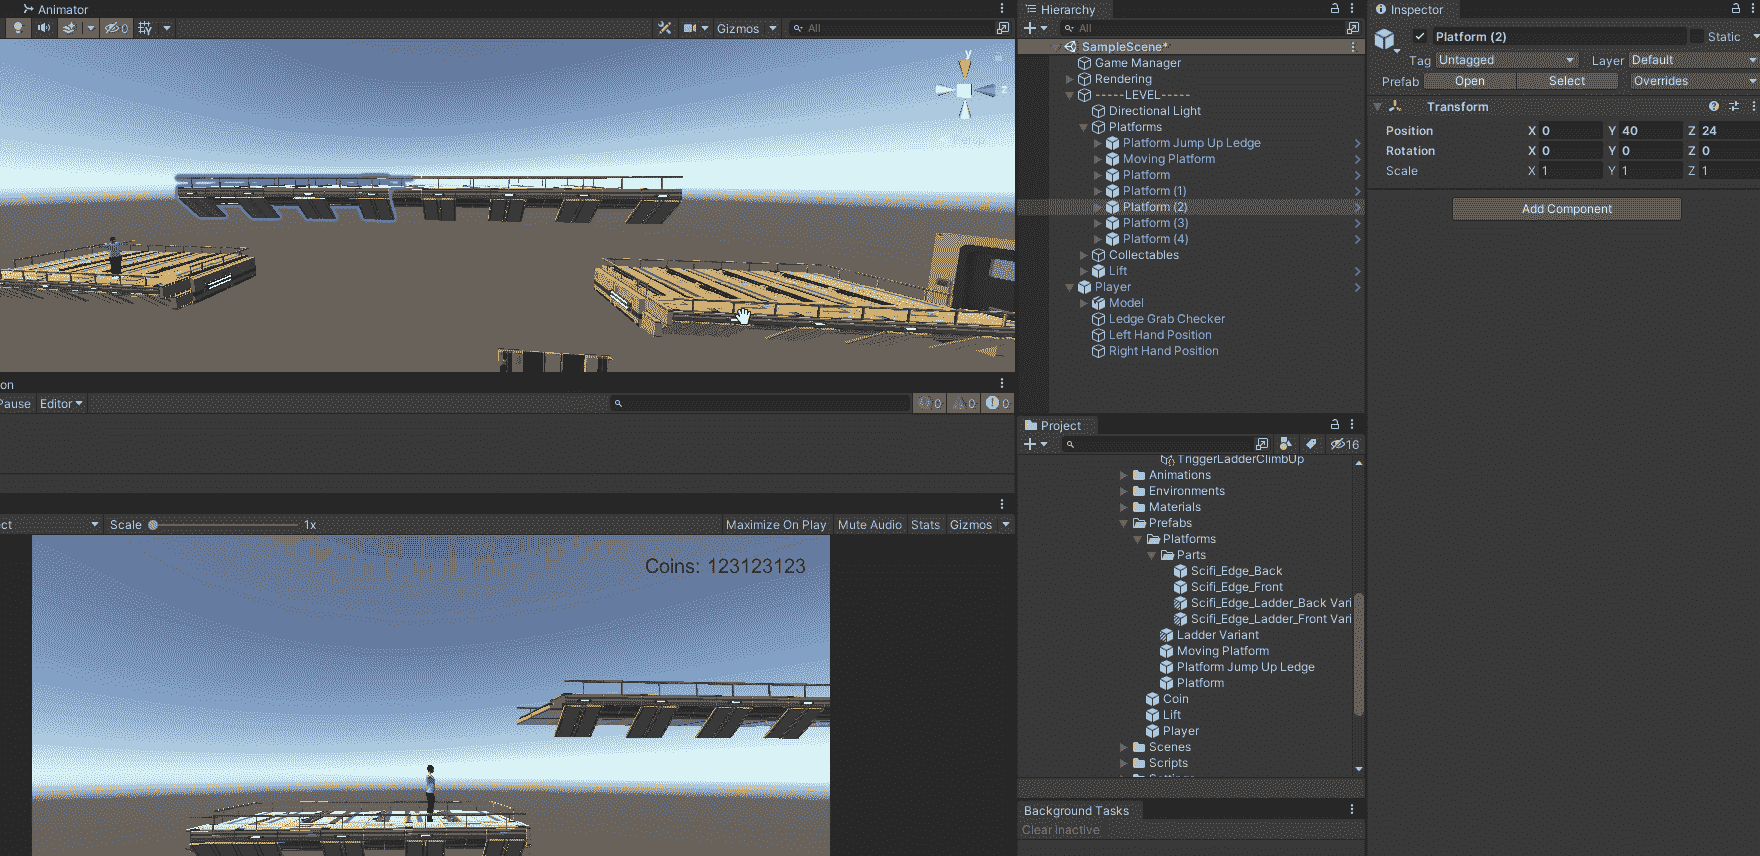 Animator
0
Gizmos
All
y
z
on
Pause Editor
0 0 0
ct Scale 1x Maximize On Play Mute Audio Stats Gizmos
Coins: 123123123
Hierarchy
All
SampleScene*
Game Manager
Rendering
-----LEVEL-----
Directional Light
Platforms
Platform Jump Up Ledge
Moving Platform
Platform
Platform (1)
Platform (2)
Platform (3)
Platform (4)
Collectables
Lift
Player
Model
Ledge Grab Checker
Left Hand Position
Right Hand Position
Project
16
TriggerLadderClimbUp
Animations
Environments
Materials
Prefabs
Platforms
Parts
Scifi_Edge_Back
Scifi_Edge_Front
Scifi_Edge_Ladder_Back Vari
Scifi_Edge_Ladder_Front Vari
Ladder Variant
Moving Platform
Platform Jump Up Ledge
Platform
Coin
Lift
Player
Scenes
Scripts
Background Tasks
Clear inactive
Inspector
Platform (2) Static
Tag Untagged Layer Default
Prefab Open Select Overrides
Transform
Position X 0 Y 40 Z 24
Rotation X 0 Y 0 Z 0
Scale X 1 Y 1 Z 1
Add Component